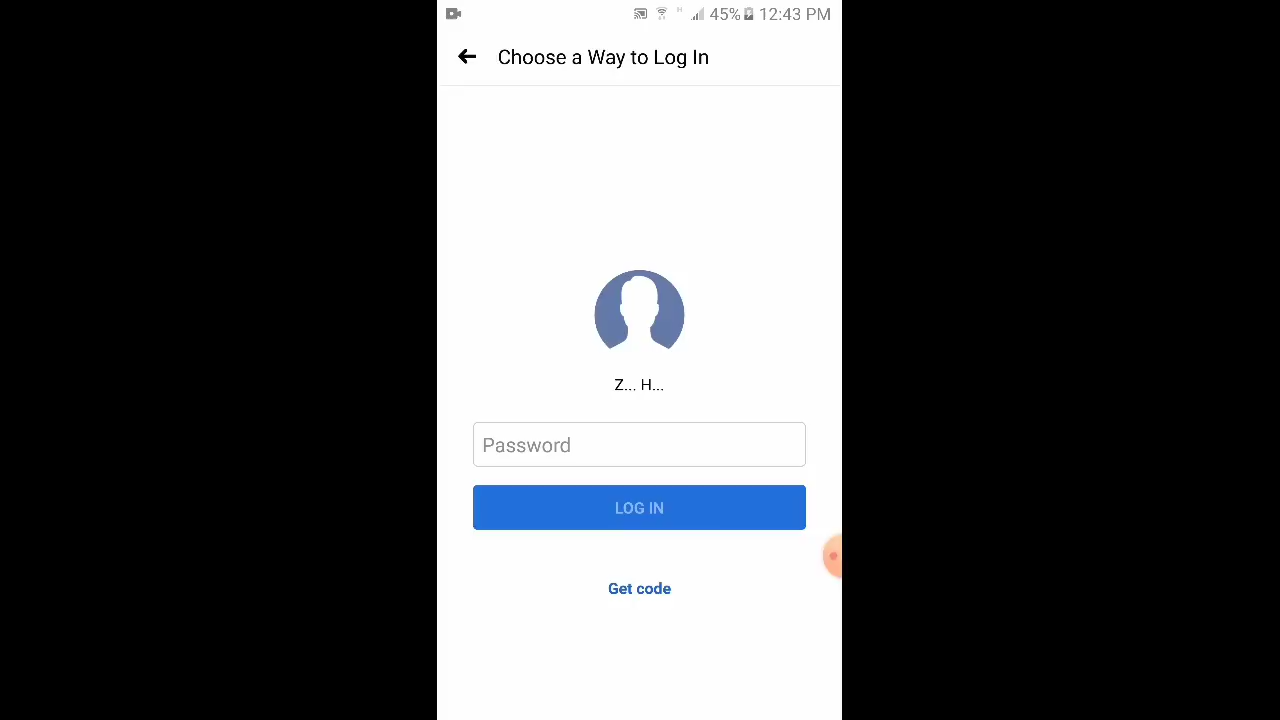 45% 12:43 PM
Choose a Way to Log In
Z... H...
Password
LOG IN
Get code